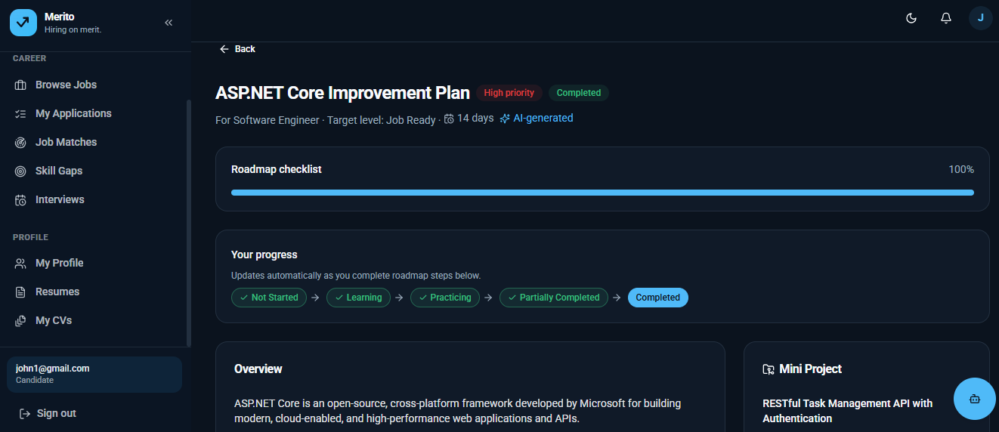 Merito
Hiring on merit.
CAREER
Browse Jobs
My Applications
Job Matches
Skill Gaps
Interviews
PROFILE
My Profile
Resumes
My CVs
john1@gmail.com
Candidate
Sign out
J
Back
ASP.NET Core Improvement Plan High priority Completed
For Software Engineer · Target level: Job Ready · 14 days AI-generated
Roadmap checklist 100%
Your progress
Updates automatically as you complete roadmap steps below.
Not Started Learning Practicing Partially Completed Completed
Overview
ASP.NET Core is an open-source, cross-platform framework developed by Microsoft for building
modern, cloud-enabled, and high-performance web applications and APIs.
Mini Project
RESTful Task Management API with
Authentication